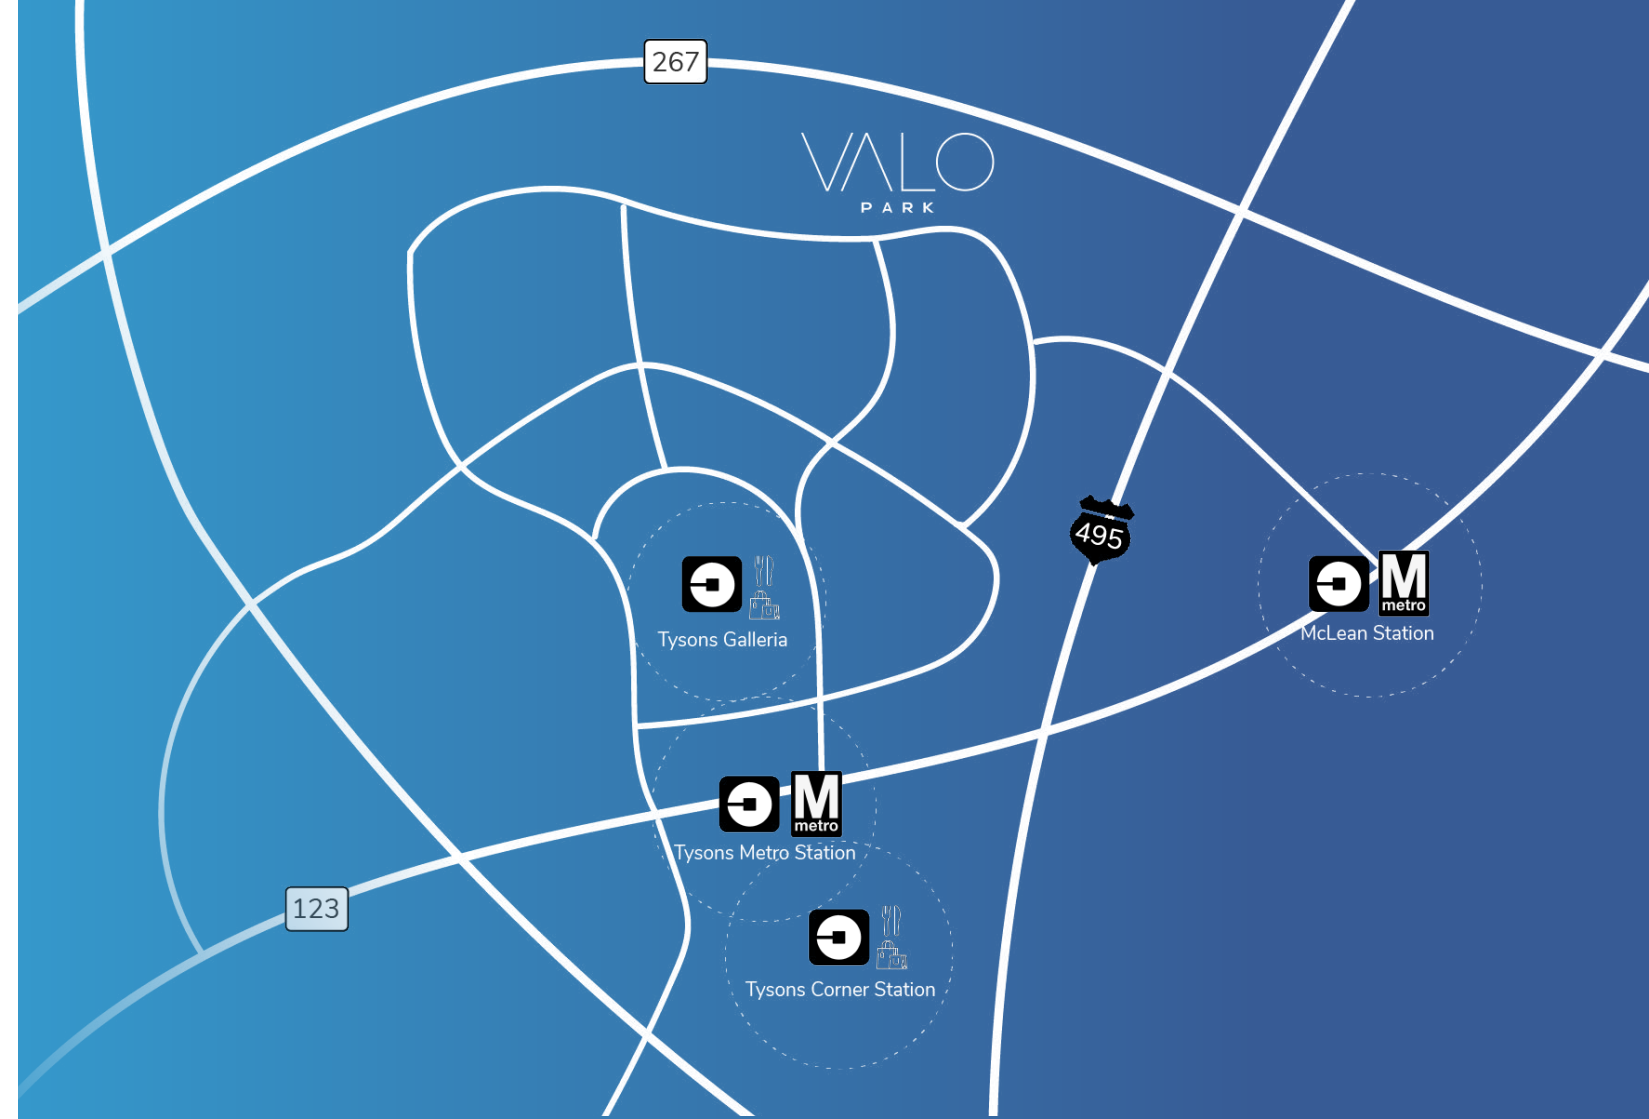 267
VALO
PARK
495
Tysons Galleria
M
metro
McLean Station
M
metro
Tysons Metro Station
123
Tysons Corner Station